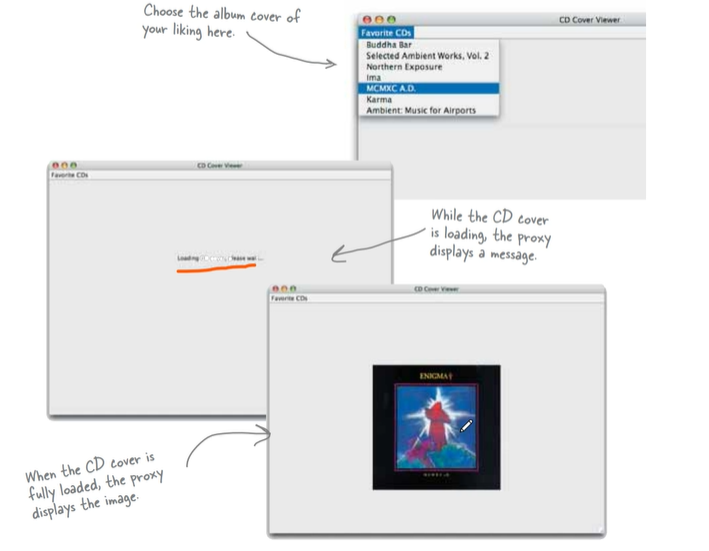 Choose the album cover of
your liking here.
CD Cover Viewer
Favorite CDs
Buddha Bar
Selected Ambient Works, Vol. 2
Northern Exposure
Ima
MCMXC A.D.
Karma
Ambient: Music for Airports
CD Cover Viewer
Favorite CDs
Loading
While the CD cover
is loading, the proxy
displays a message.
CD Cover Viewer
Favorite CDs
ENIGMA
When the CD cover is
fully loaded, the proxy
displays the image.